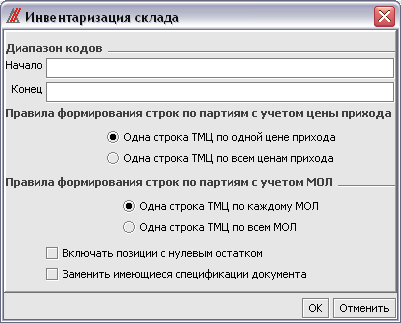 Инвентаризация склада
Диапазон кодов
Начало
Конец
Правила формирования строк по партиям с учетом цены прихода
Одна строка ТМЦ по одной цене прихода
Одна строка ТМЦ по всем ценам прихода
Правила формирования строк по партиям с учетом МОЛ
Одна строка ТМЦ по каждому МОЛ
Одна строка ТМЦ по всем МОЛ
Включать позиции с нулевым остатком
Заменить имеющиеся спецификации документа
OK Отменить